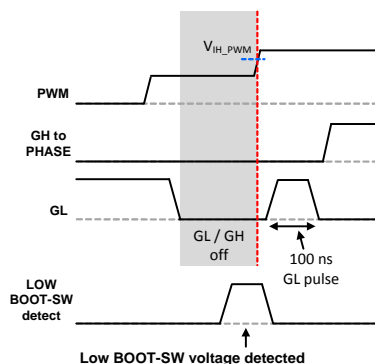 V_IH_PWM
PWM
GH to
PHASE
GL
GL / GH
off
100 ns
GL pulse
LOW
BOOT-SW
detect
Low BOOT-SW voltage detected